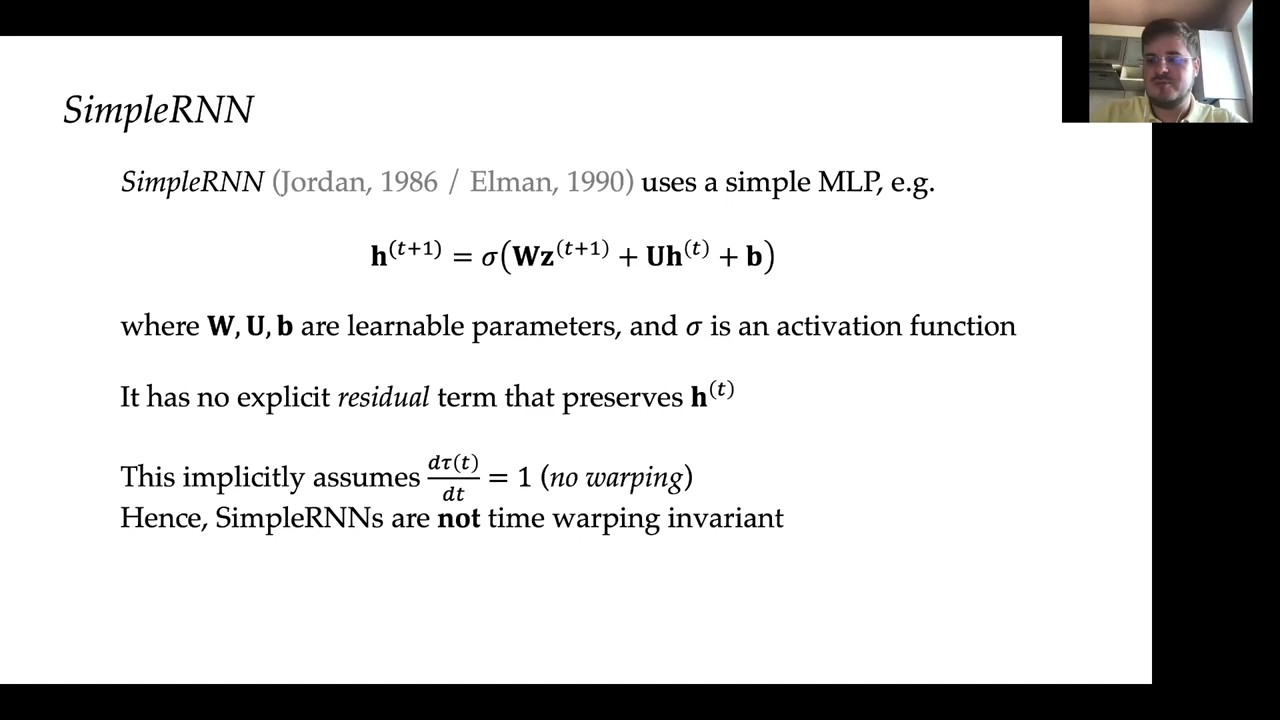 SimpleRNN
SimpleRNN (Jordan, 1986 / Elman, 1990) uses a simple MLP, e.g.
𝐡^(t+1) = σ(𝐖𝐳^(t+1) + 𝐔𝐡^(t) + 𝐛)
where 𝐖, 𝐔, 𝐛 are learnable parameters, and σ is an activation function
It has no explicit residual term that preserves 𝐡^(t)
This implicitly assumes dτ(t)/dt = 1 (no warping)
Hence, SimpleRNNs are not time warping invariant